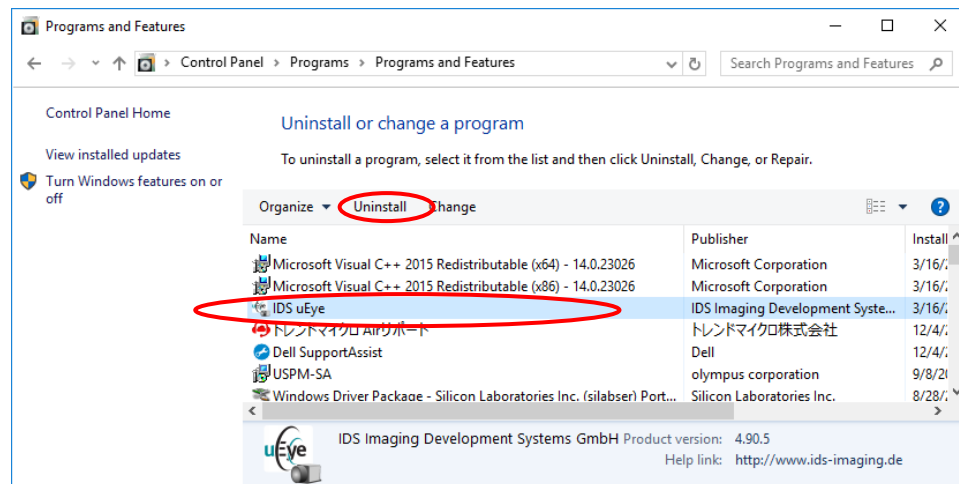 Programs and Features
Control Panel > Programs > Programs and Features
Search Programs and Features
Control Panel Home
View installed updates
Turn Windows features on or
off
Uninstall or change a program
To uninstall a program, select it from the list and then click Uninstall, Change, or Repair.
Organize Uninstall Change
Name Publisher Install
Microsoft Visual C++ 2015 Redistributable (x64) - 14.0.23026 Microsoft Corporation 3/16/
Microsoft Visual C++ 2015 Redistributable (x86) - 14.0.23026 Microsoft Corporation 3/16/
IDS uEye IDS Imaging Development Syste... 3/16/
トレンドマイクロ Airサポート トレンドマイクロ株式会社 12/4/
Dell SupportAssist Dell 12/4/
USPM-SA olympus corporation 9/8/20
Windows Driver Package - Silicon Laboratories Inc. (silabser) Port... Silicon Laboratories Inc. 8/28/
uEye
IDS Imaging Development Systems GmbH Product version: 4.90.5
Help link: http://www.ids-imaging.de